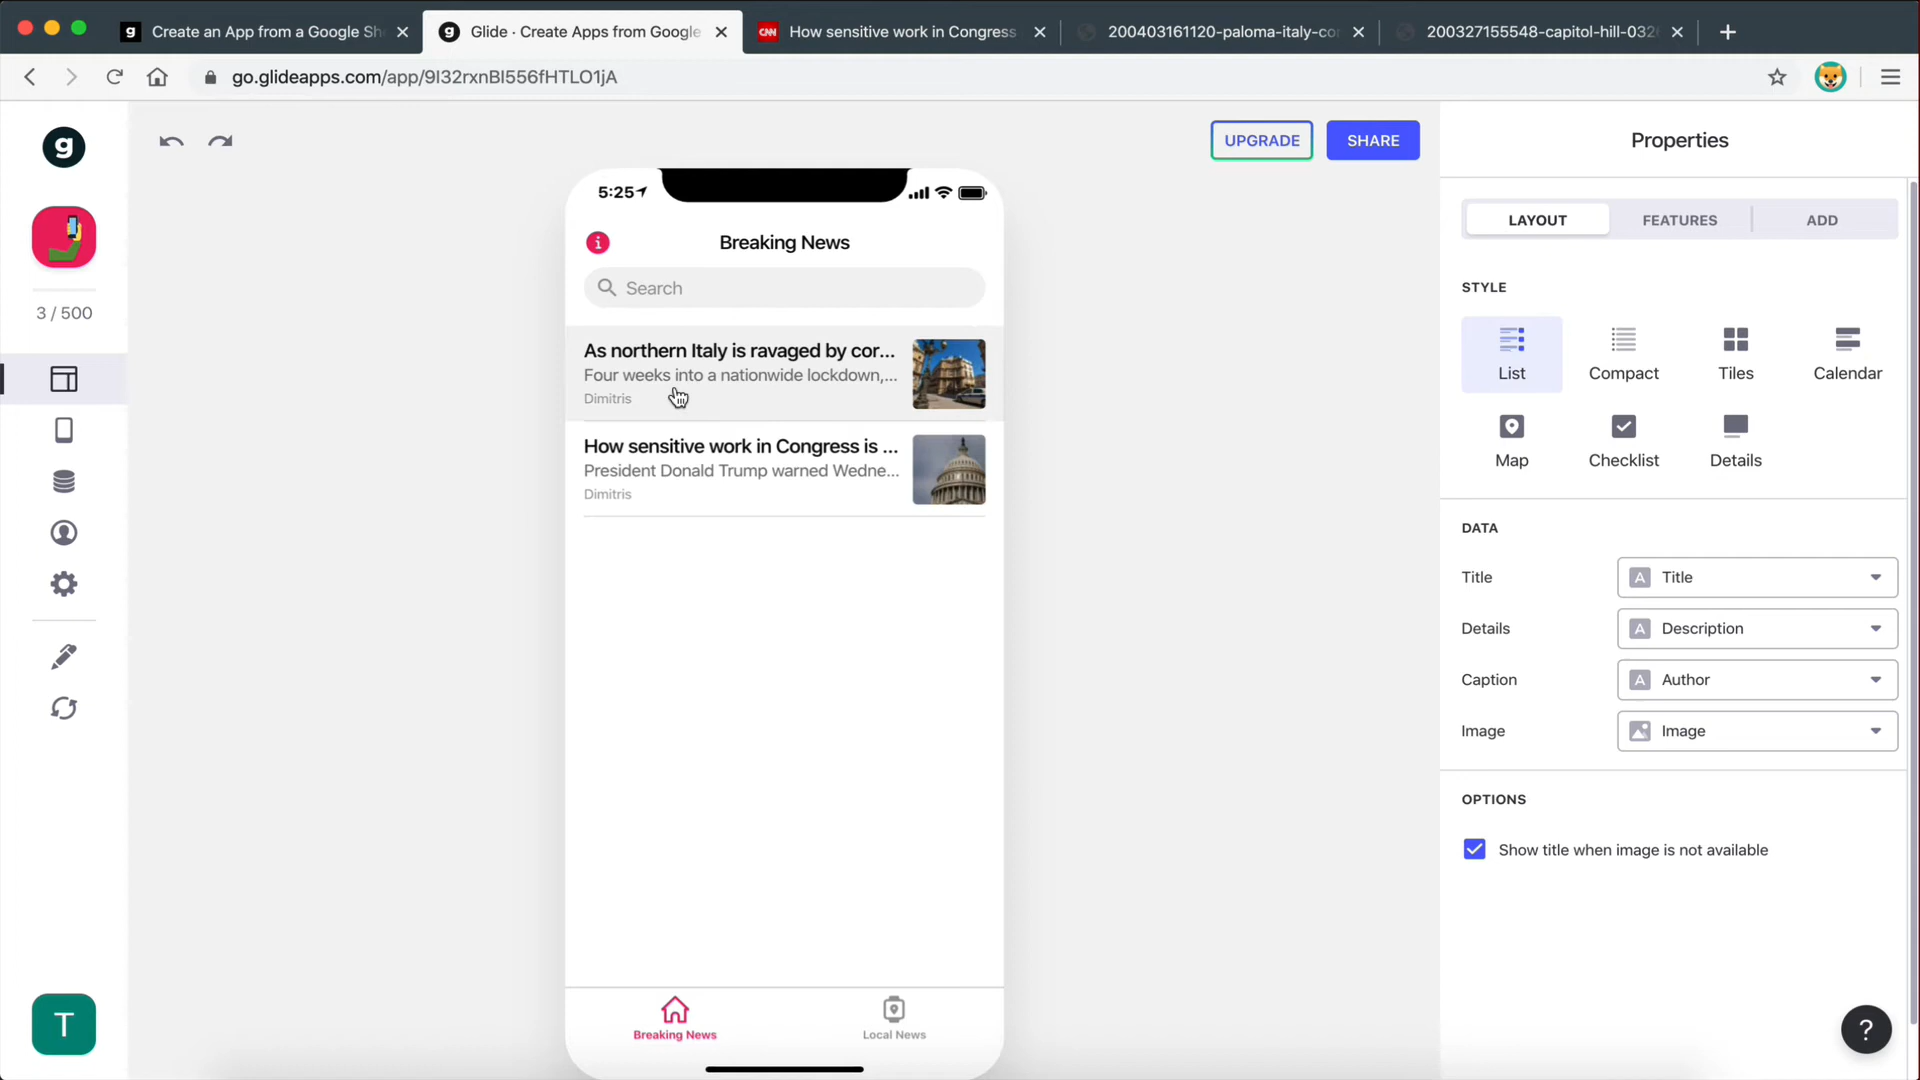 g Create an App from a Google Sh
g Glide · Create Apps from Google
CNN How sensitive work in Congress
200403161120-paloma-italy-cor
200327155548-capitol-hill-032
go.glideapps.com/app/9I32rxnBI556fHTLO1jA
g
3 / 500
T
UPGRADE
SHARE
5:25
i
Breaking News
Search
As northern Italy is ravaged by cor...
Four weeks into a nationwide lockdown,...
Dimitris
How sensitive work in Congress is ...
President Donald Trump warned Wedne...
Dimitris
Breaking News
Local News
Properties
LAYOUT
FEATURES
ADD
STYLE
List
Compact
Tiles
Calendar
Map
Checklist
Details
DATA
Title
A Title
Details
A Description
Caption
A Author
Image
Image
OPTIONS
Show title when image is not available
?